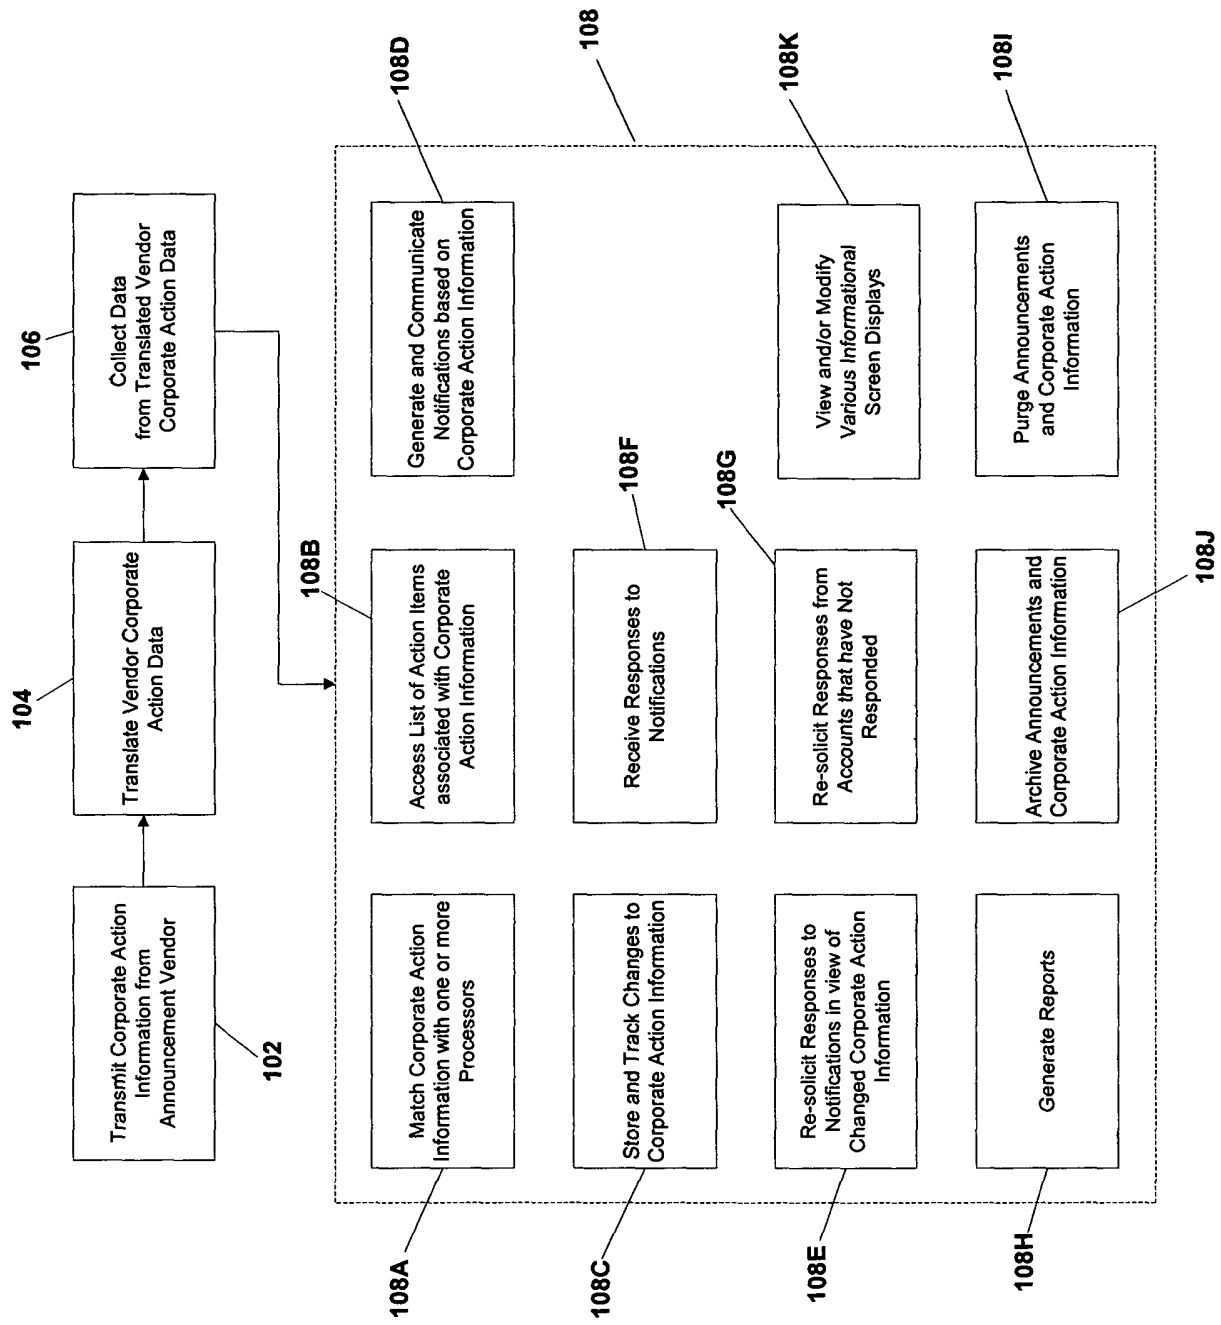 Transmit Corporate Action
Information from
Announcement Vendor
102
Translate Vendor Corporate
Action Data
104
Collect Data
from Translated Vendor
Corporate Action Data
106
108
Match Corporate Action
Information with one or more
Processors
108A
Access List of Action Items
associated with Corporate
Action Information
108B
Generate and Communicate
Notifications based on
Corporate Action Information
108D
Store and Track Changes to
Corporate Action Information
108C
Receive Responses to
Notifications
108F
Re-solicit Responses to
Notifications in view of
Changed Corporate Action
Information
108E
Re-solicit Responses from
Accounts that have Not
Responded
108G
View and/or Modify
Various Informational
Screen Displays
108K
Generate Reports
108H
Archive Announcements and
Corporate Action Information
108J
Purge Announcements
and Corporate Action
Information
108I